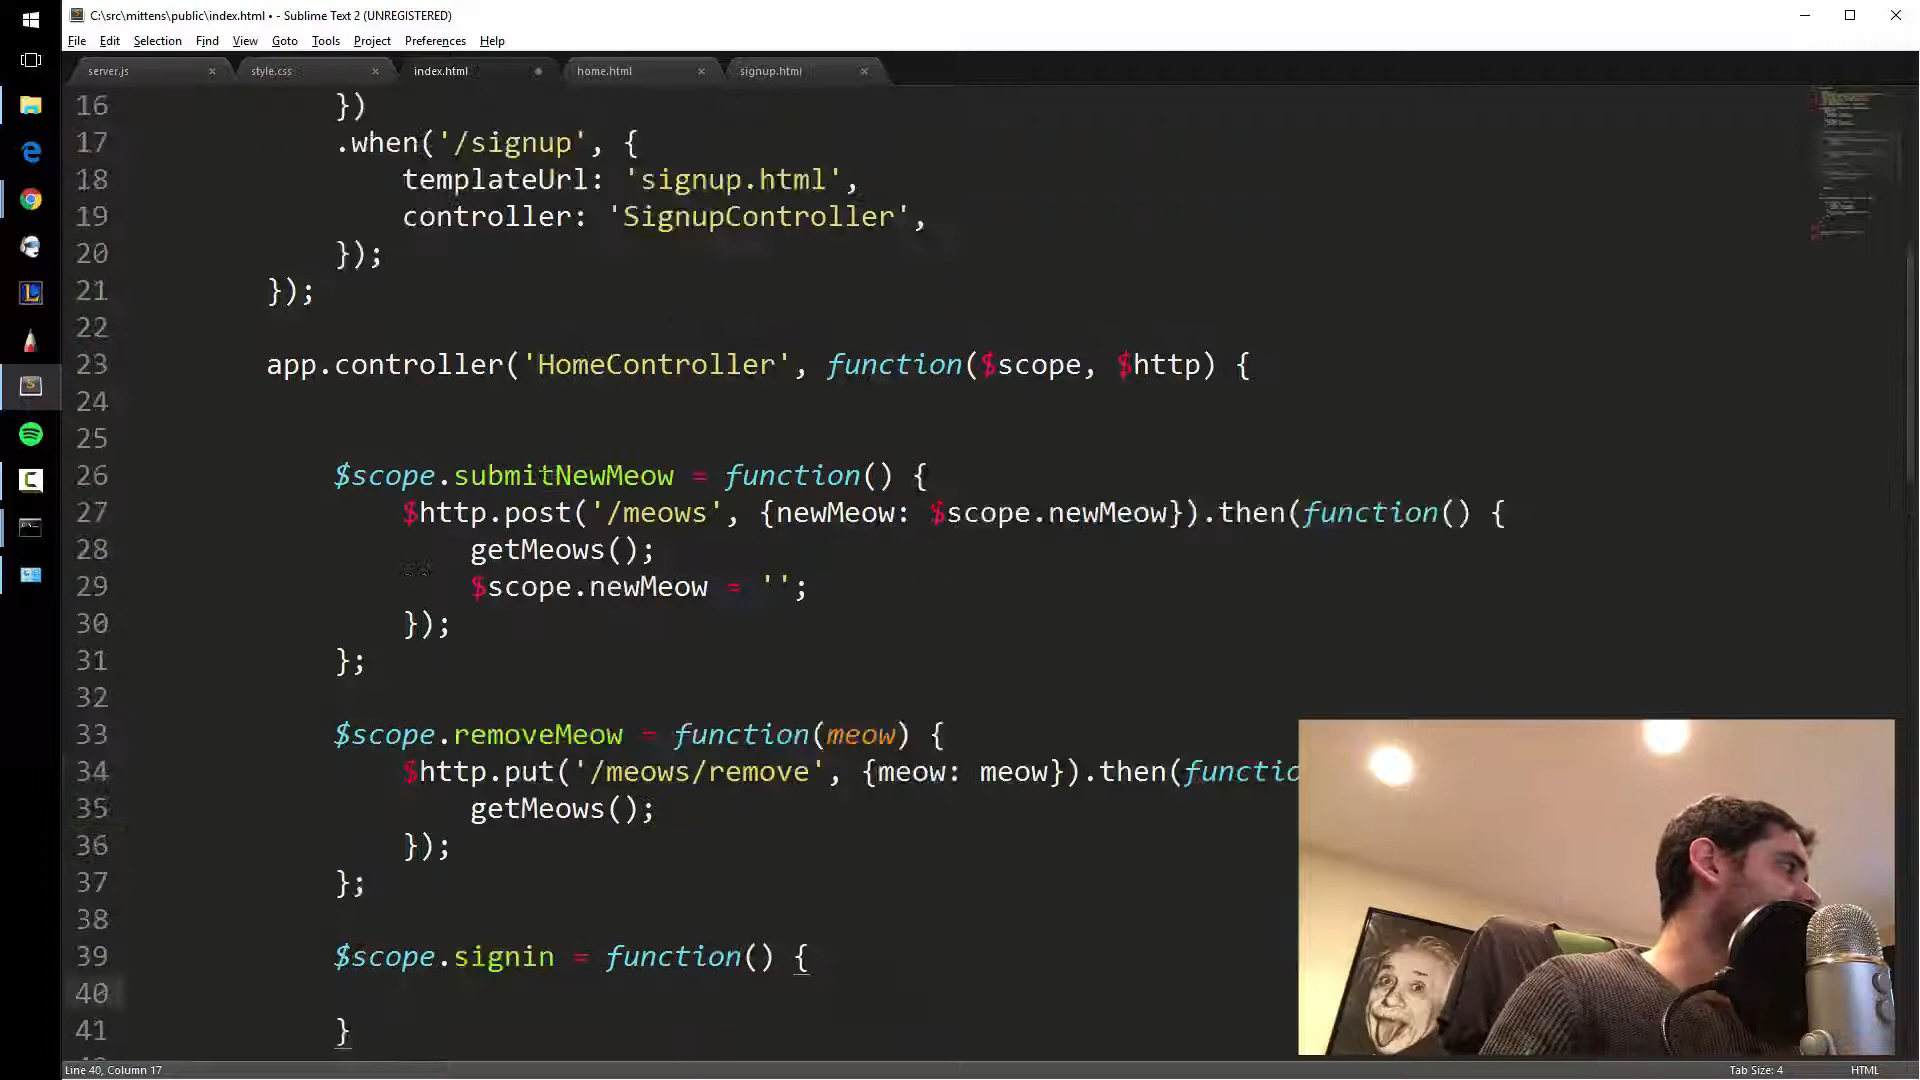 C:\src\mittens\public\index.html • - Sublime Text 2 (UNREGISTERED)
File Edit Selection Find View Goto Tools Project Preferences Help
server.js style.css index.html home.html signup.html
16 })
17 .when('/signup', {
18 templateUrl: 'signup.html',
19 controller: 'SignupController',
20 });
21 });
22
23 app.controller('HomeController', function($scope, $http) {
24
25
26 $scope.submitNewMeow = function() {
27 $http.post('/meows', {newMeow: $scope.newMeow}).then(function() {
28 getMeows();
29 $scope.newMeow = '';
30 });
31 };
32
33 $scope.removeMeow = function(meow) {
34 $http.put('/meows/remove', {meow: meow}).then(functio
35 getMeows();
36 });
37 };
38
39 $scope.signin = function() {
40
41 }
Line 40, Column 17 Tab Size: 4 HTML